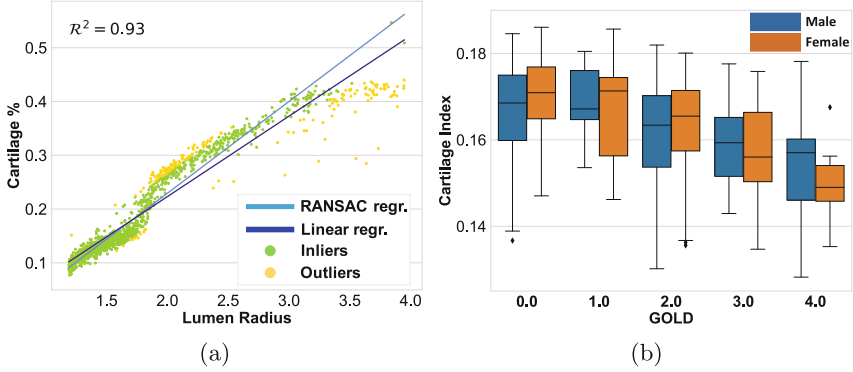 R² = 0.93
Cartilage %
0.5
0.4
0.3
0.2
0.1
RANSAC regr.
Linear regr.
Inliers
Outliers
1.5 2.0 2.5 3.0 3.5 4.0
Lumen Radius
(a)
Male
Female
Cartilage Index
0.18
0.16
0.14
0.0 1.0 2.0 3.0 4.0
GOLD
(b)